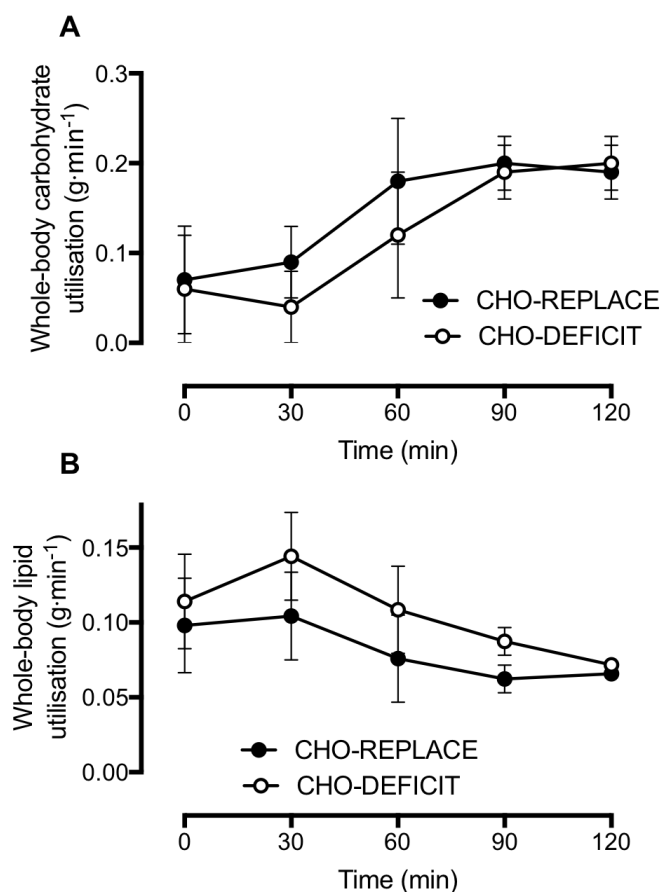 A
Whole-body carbohydrate
utilisation (g·min⁻¹)
0.3
0.2
0.1
0.0
CHO-REPLACE
CHO-DEFICIT
0 30 60 90 120
Time (min)
B
Whole-body lipid
utilisation (g·min⁻¹)
0.15
0.10
0.05
0.00
CHO-REPLACE
CHO-DEFICIT
0 30 60 90 120
Time (min)